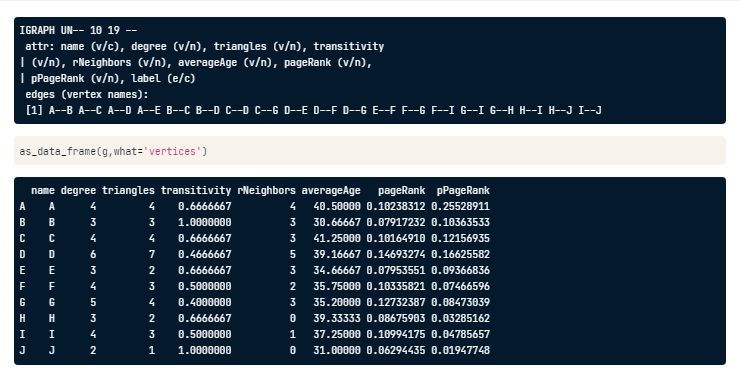 IGRAPH UN-- 10 19 --
attr: name (v/c), degree (v/n), triangles (v/n), transitivity
| (v/n), rNeighbors (v/n), averageAge (v/n), pageRank (v/n),
| pPageRank (v/n), label (e/c)
edges (vertex names):
[1] A--B A--C A--D A--E B--C B--D C--D C--G D--E D--F D--G E--F F--G F--I G--I G--H H--I H--J I--J
as_data_frame(g,what='vertices')
name degree triangles transitivity rNeighbors averageAge pageRank pPageRank
A A 4 4 0.6666667 4 40.50000 0.10238312 0.25528911
B B 3 3 1.0000000 3 30.66667 0.07917232 0.10363533
C C 4 4 0.6666667 3 41.25000 0.10164910 0.12156935
D D 6 7 0.4666667 5 39.16667 0.14693274 0.16625582
E E 3 2 0.6666667 3 34.66667 0.07953551 0.09366836
F F 4 3 0.5000000 2 35.75000 0.10335821 0.07466596
G G 5 4 0.4000000 3 35.20000 0.12732387 0.08473039
H H 3 2 0.6666667 0 39.33333 0.08675903 0.03285162
I I 4 3 0.5000000 1 37.25000 0.10994175 0.04785657
J J 2 1 1.0000000 0 31.00000 0.06294435 0.01947748